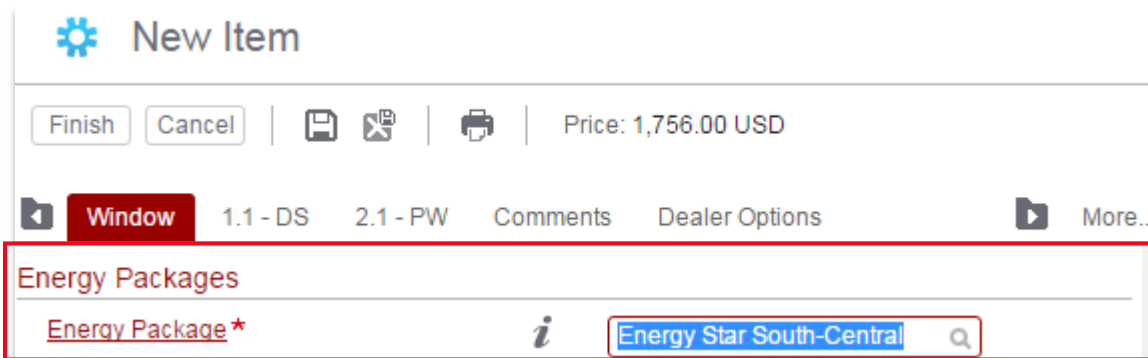 New Item
Finish Cancel Price: 1,756.00 USD
Window 1.1 - DS 2.1 - PW Comments Dealer Options More..
Energy Packages
Energy Package* i Energy Star South-Central